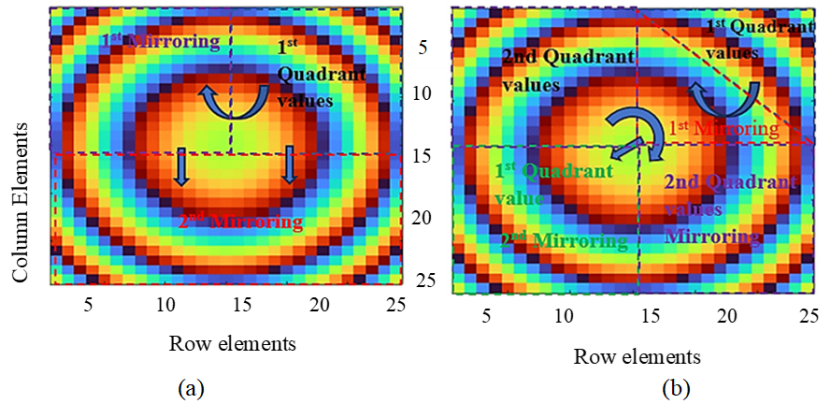 1st Mirroring
1st
Quadrant
values
2nd Mirroring
5
10
15
20
25
Column Elements
5
10
15
20
25
Row elements
(a)
1st Quadrant
values
2nd Quadrant
values
1st Mirroring
1st Quadrant
value
2nd Mirroring
2nd Quadrant
values
Mirroring
5
10
15
20
25
Row elements
(b)